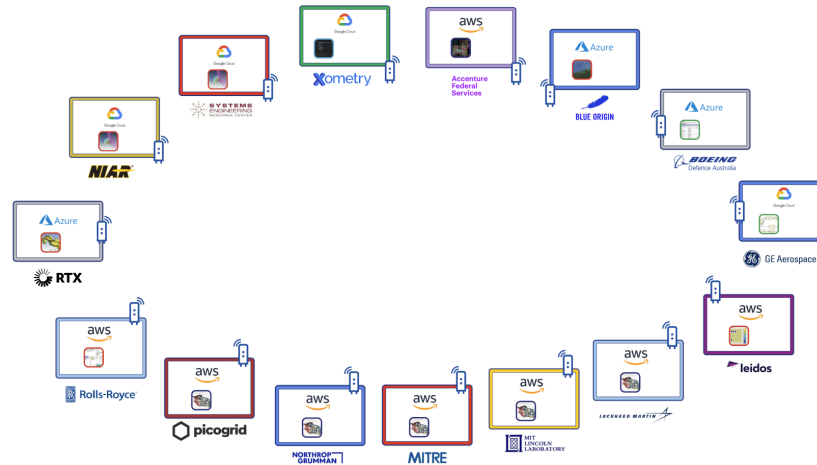 Google Cloud
XOMETRY
aws
Accenture
Federal
Services
Azure
BLUE ORIGIN
Google Cloud
SYSTEMS
ENGINEERING
RESEARCH CENTER
Azure
BOEING
Defence Australia
Google Cloud
NIAR
Google Cloud
GE Aerospace
Azure
RTX
aws
leidos
aws
Rolls-Royce
aws
picogrid
aws
NORTHROP
GRUMMAN
aws
MITRE
aws
MIT
LINCOLN
LABORATORY
aws
LOCKHEED MARTIN